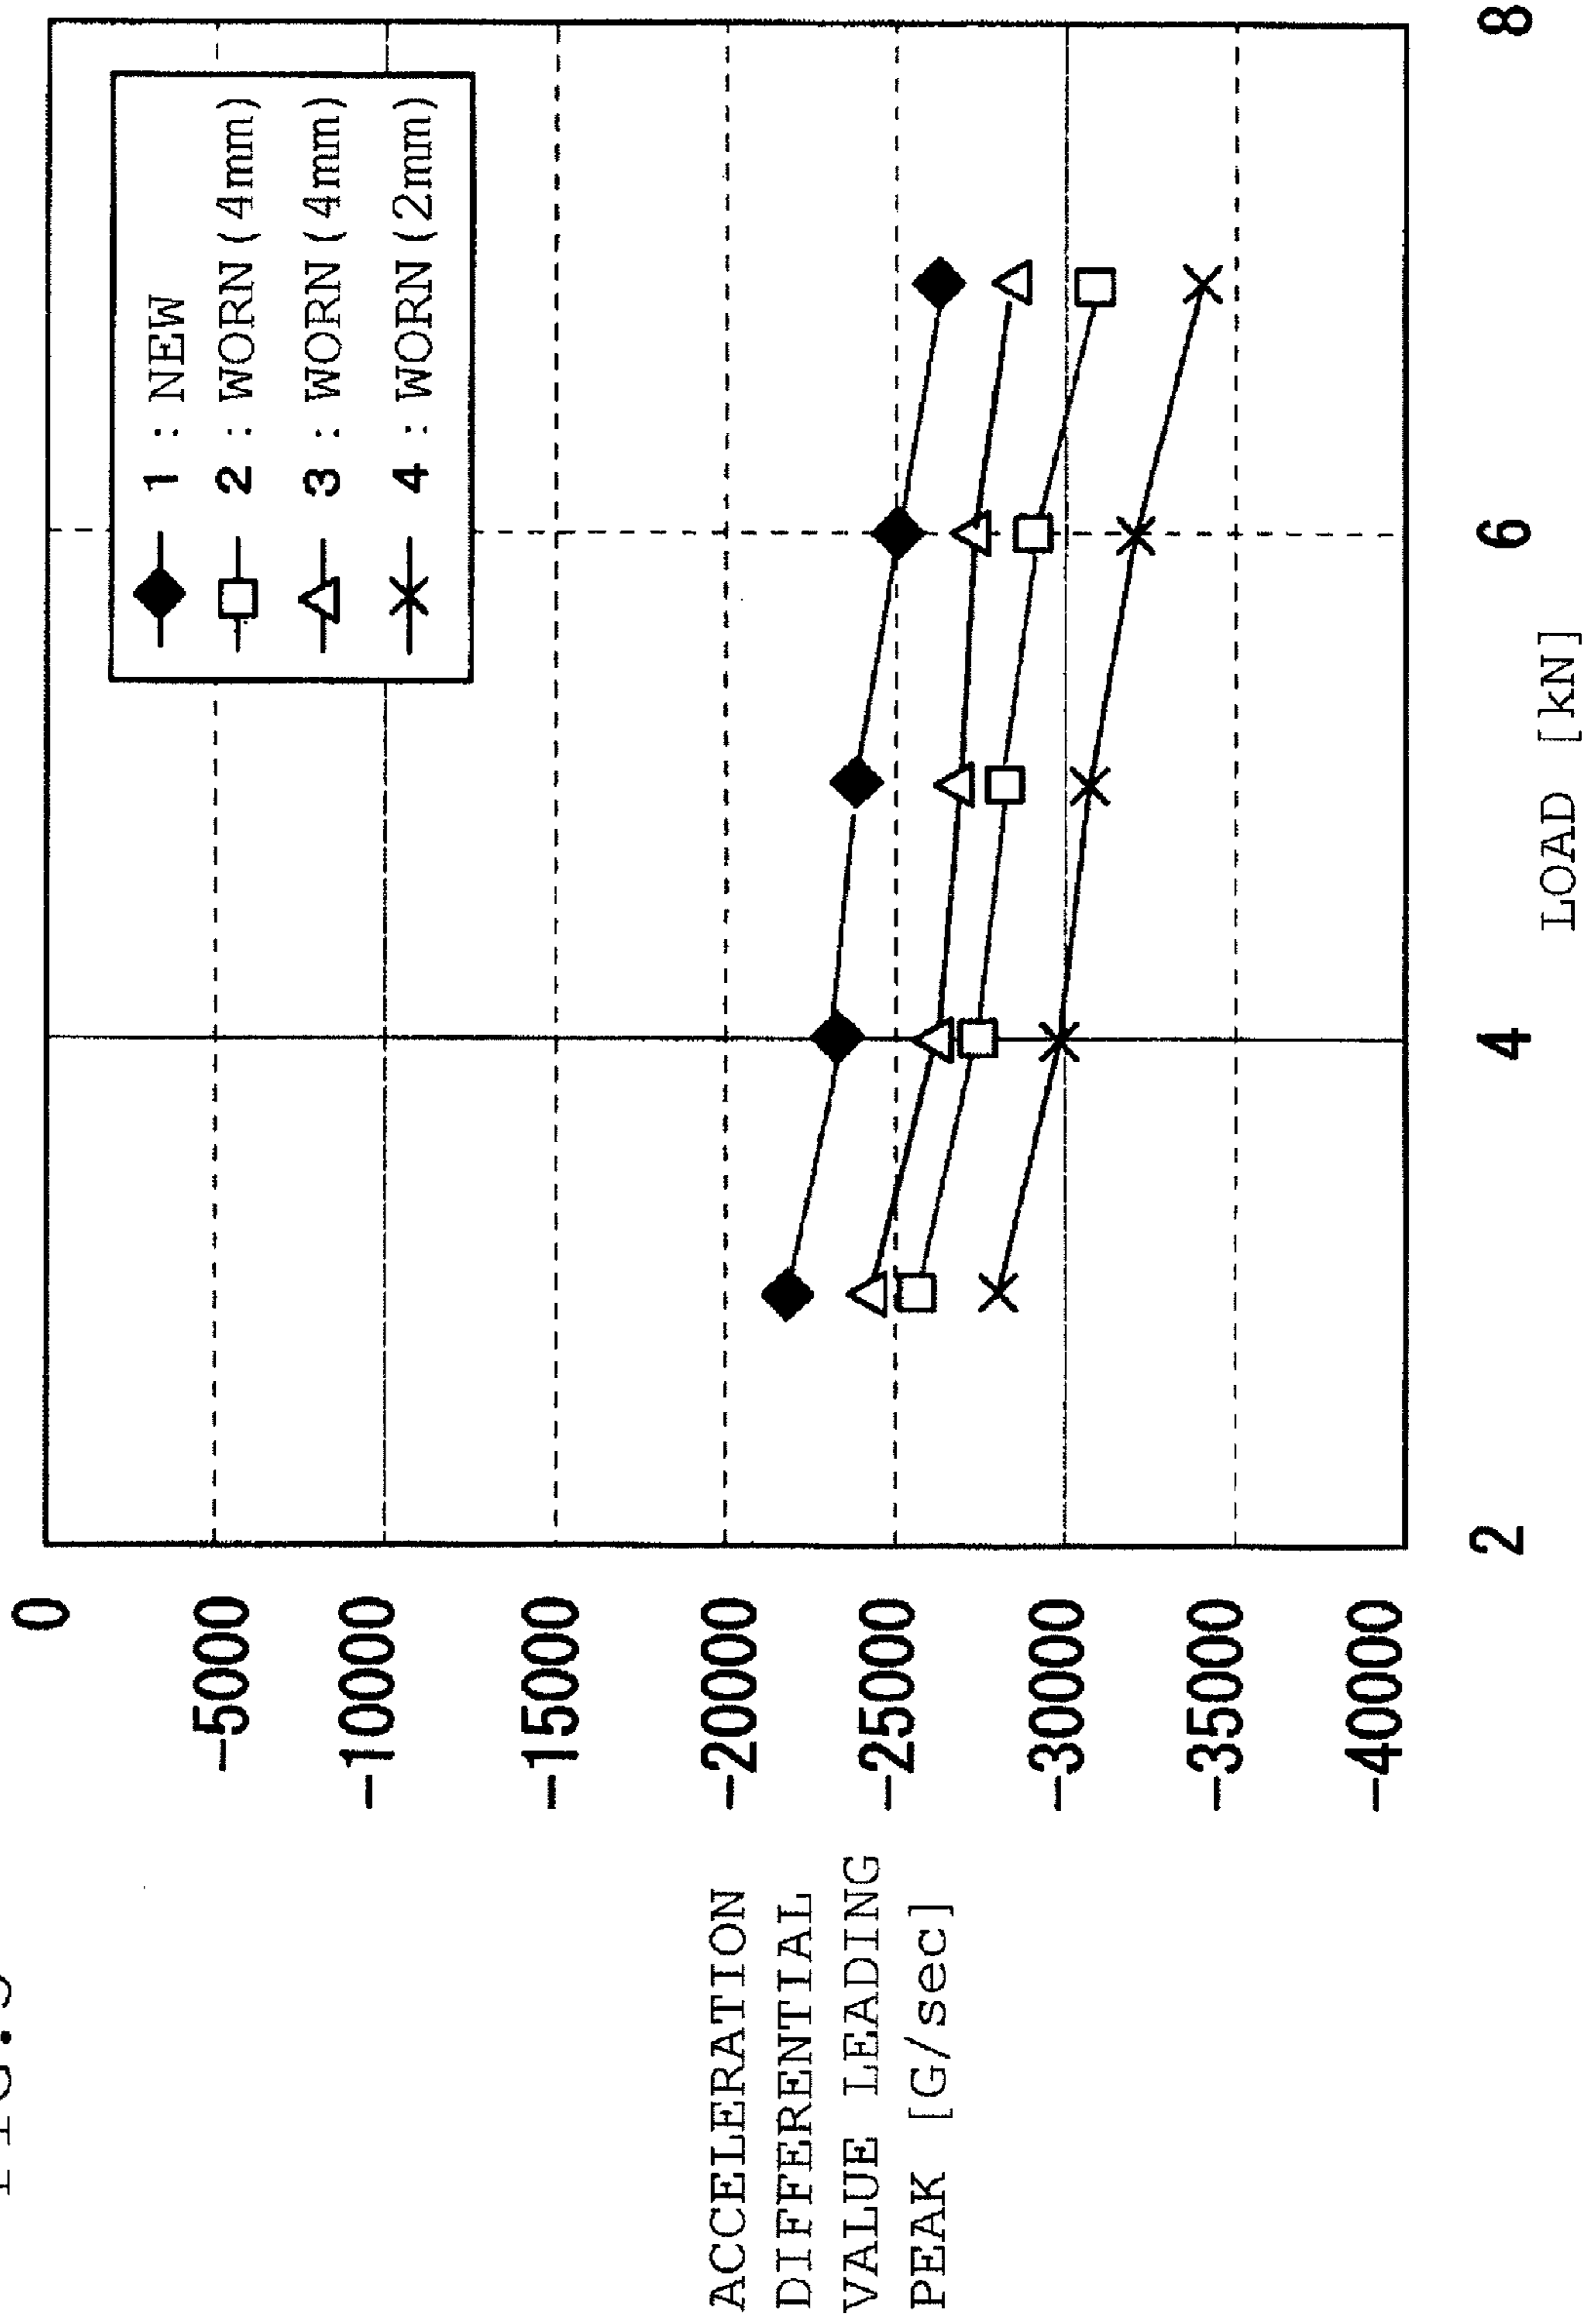 0
-5000
-10000
-15000
-20000
-25000
-30000
-35000
-40000
ACCELERATION
DIFFERENTIAL
VALUE LEADING
PEAK [G/sec]
1 : NEW
2 : WORN (4mm)
3 : WORN (4mm)
4 : WORN (2mm)
2
4
6
8
LOAD [kN]